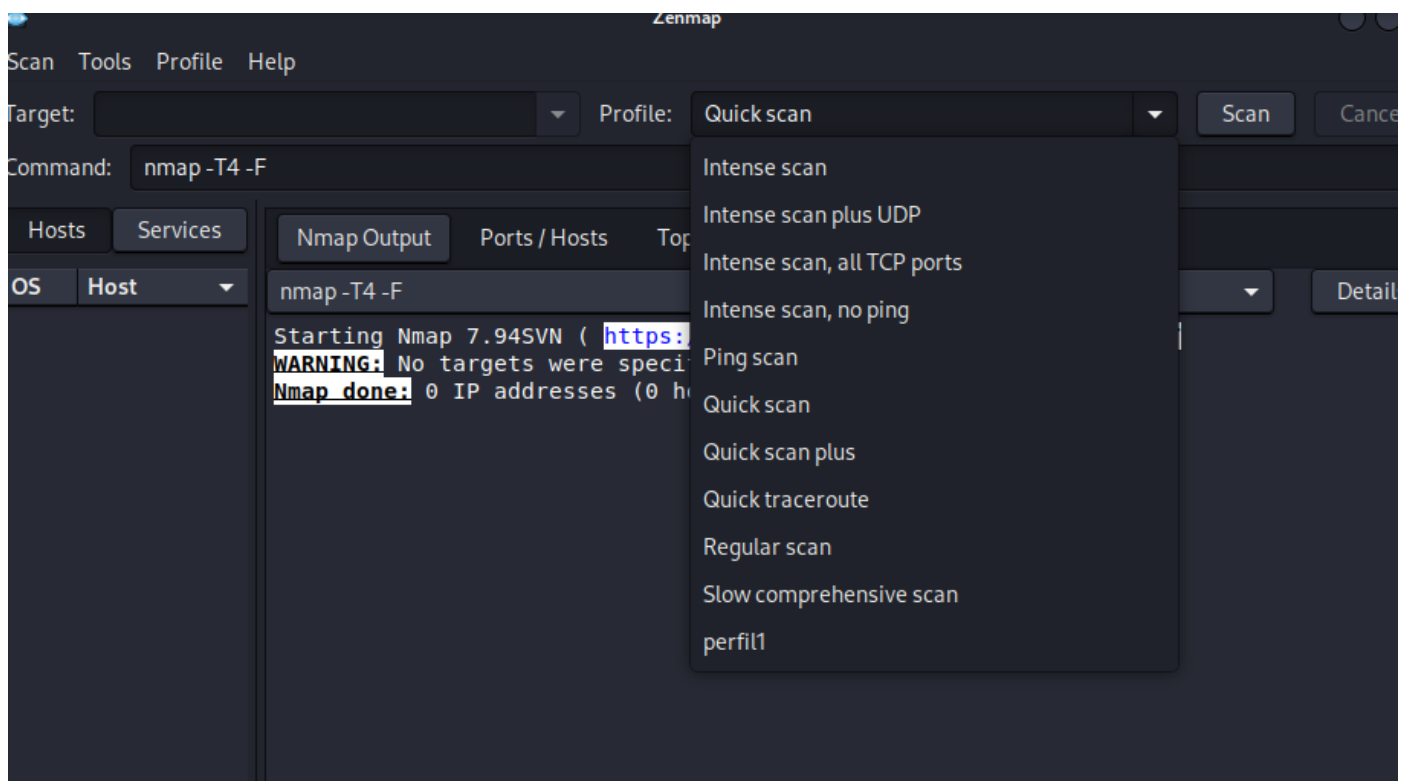 Zenmap
Scan Tools Profile Help
Target: Profile: Quick scan Scan Cance
Command: nmap -T4 -F
Hosts Services
Nmap Output Ports / Hosts Top
OS Host
nmap -T4 -F
Detail
Starting Nmap 7.94SVN ( https:/
WARNING: No targets were speci
Nmap done: 0 IP addresses (0 h
Intense scan
Intense scan plus UDP
Intense scan, all TCP ports
Intense scan, no ping
Ping scan
Quick scan
Quick scan plus
Quick traceroute
Regular scan
Slow comprehensive scan
perfil1